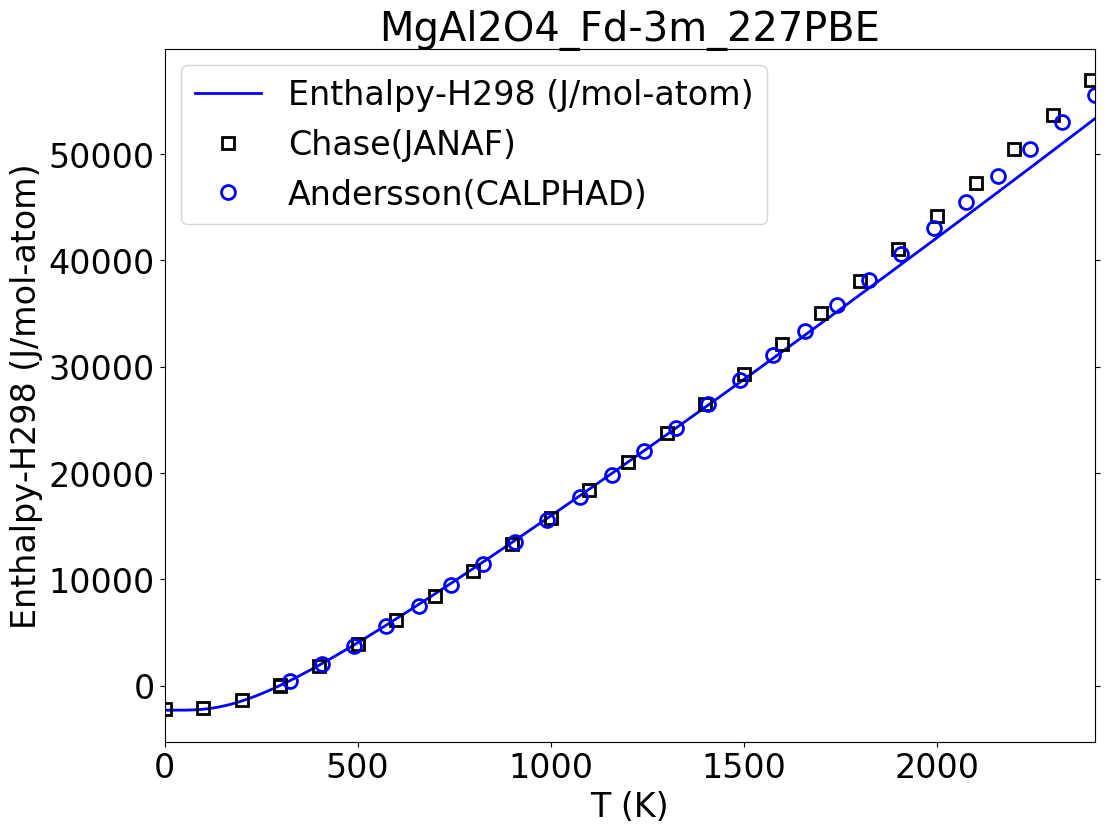 MgAl2O4_Fd-3m_227PBE
Enthalpy-H298 (J/mol-atom)
Chase(JANAF)
Andersson(CALPHAD)
Enthalpy-H298 (J/mol-atom)
50000
40000
30000
20000
10000
0
0 500 1000 1500 2000
T (K)